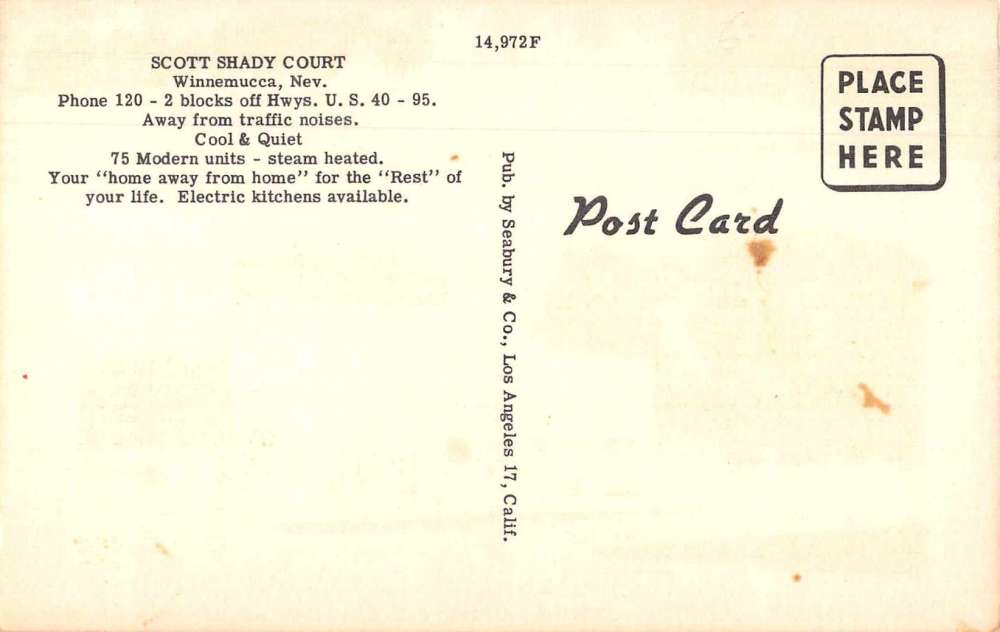 14,972F
SCOTT SHADY COURT
Winnemucca, Nev.
Phone 120 - 2 blocks off Hwys. U. S. 40 - 95.
Away from traffic noises.
Cool & Quiet
75 Modern units - steam heated.
Your "home away from home" for the "Rest" of
your life. Electric kitchens available.
Pub. by Seabury & Co., Los Angeles 17, Calif.
Post Card
PLACE
STAMP
HERE